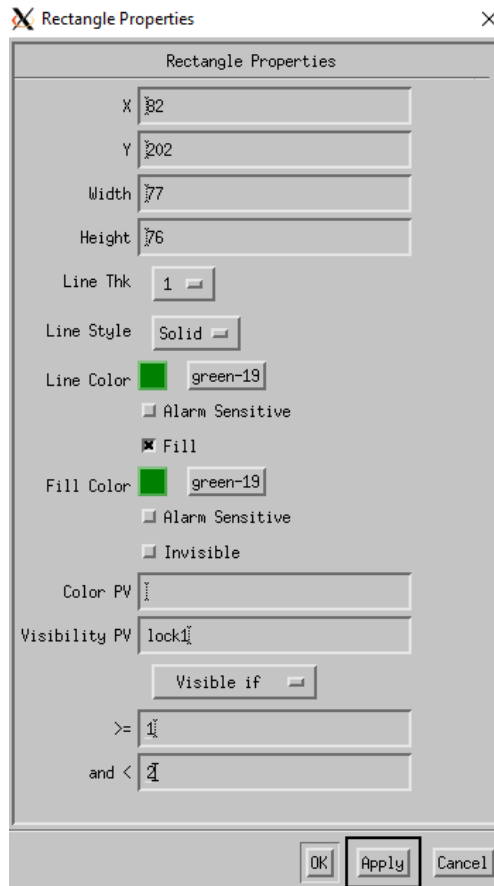 Rectangle Properties
Rectangle Properties
X 82
Y 202
Width 77
Height 76
Line Thk 1
Line Style Solid
Line Color green-19
Alarm Sensitive
Fill
Fill Color green-19
Alarm Sensitive
Invisible
Color PV
Visibility PV lock1
Visible if
>= 1
and < 2
OK Apply Cancel